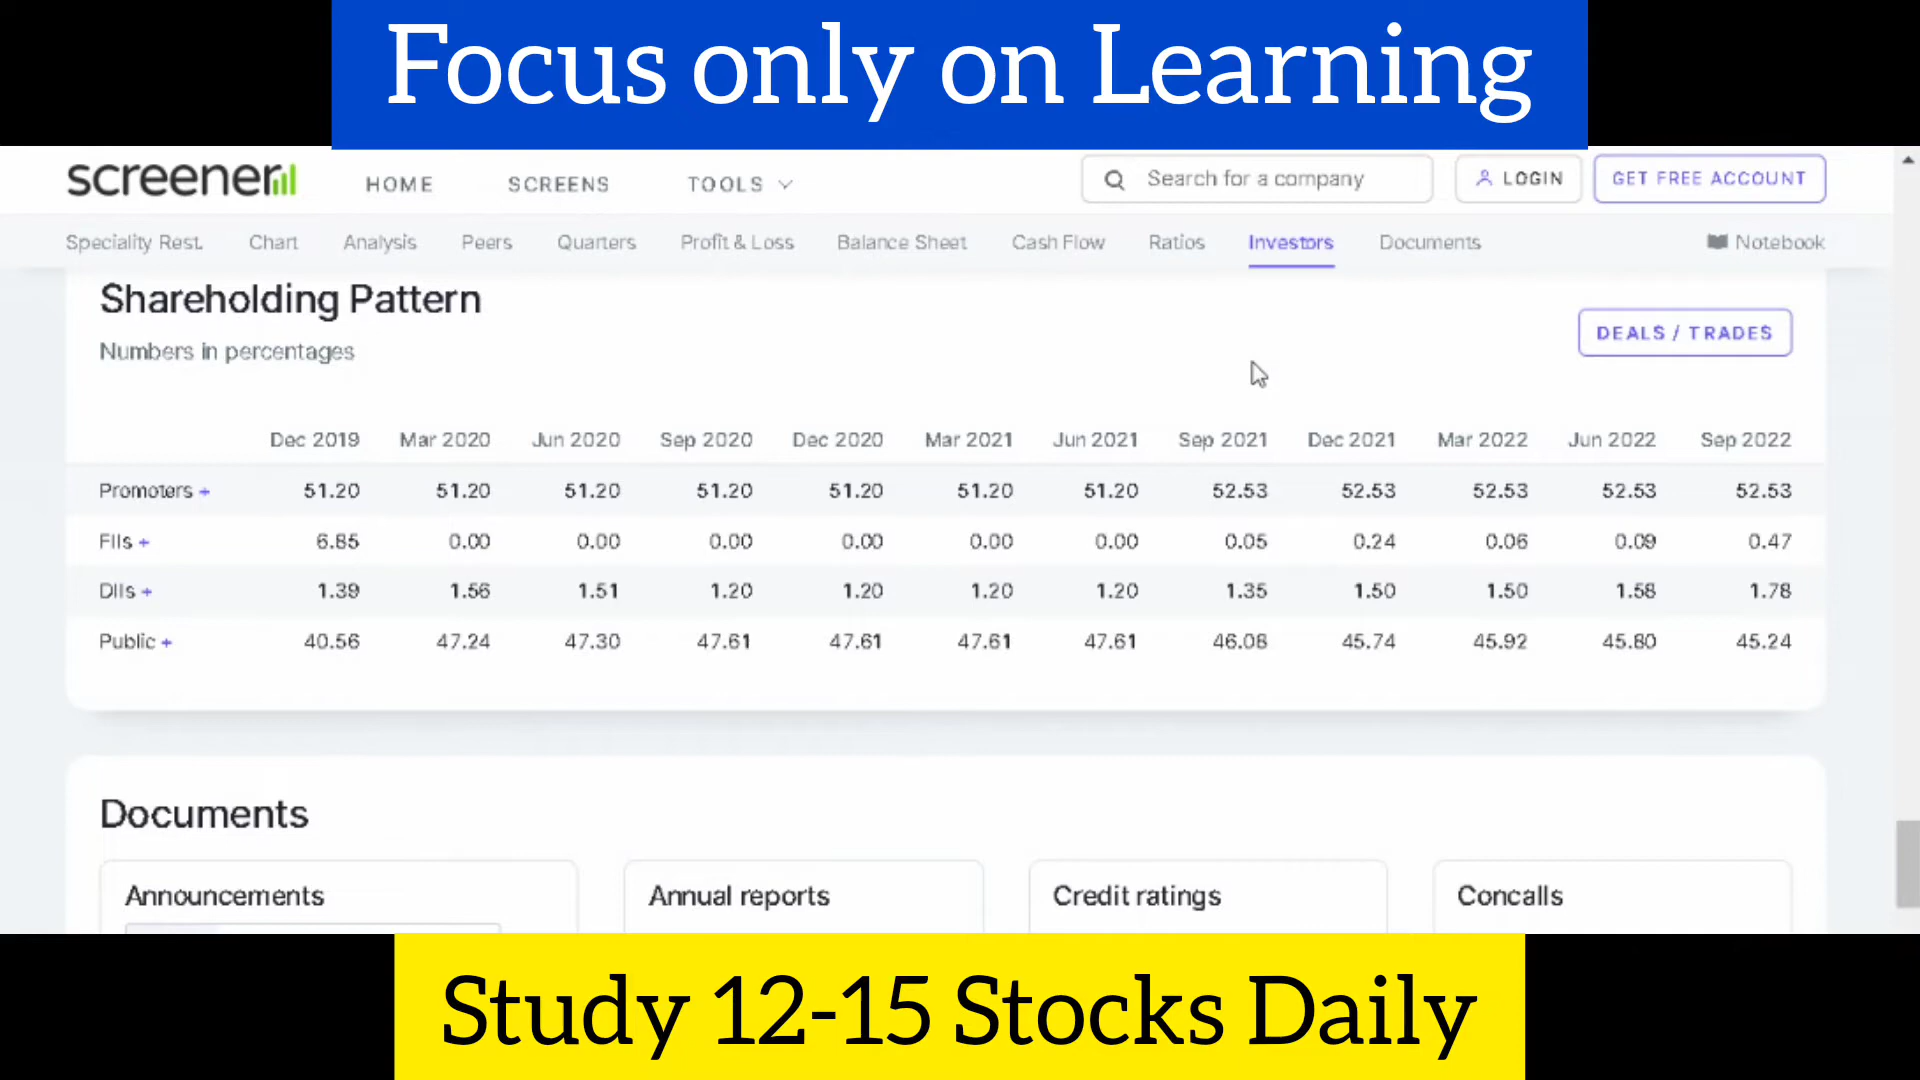 Focus only on Learning
screener HOME SCREENS TOOLS Search for a company LOGIN GET FREE ACCOUNT
Speciality Rest. Chart Analysis Peers Quarters Profit & Loss Balance Sheet Cash Flow Ratios Investors Documents Notebook
Shareholding Pattern
DEALS / TRADES
Numbers in percentages
Dec 2019 Mar 2020 Jun 2020 Sep 2020 Dec 2020 Mar 2021 Jun 2021 Sep 2021 Dec 2021 Mar 2022 Jun 2022 Sep 2022
Promoters + 51.20 51.20 51.20 51.20 51.20 51.20 51.20 52.53 52.53 52.53 52.53 52.53
FIIs + 6.85 0.00 0.00 0.00 0.00 0.00 0.00 0.05 0.24 0.06 0.09 0.47
DIIs + 1.39 1.56 1.51 1.20 1.20 1.20 1.20 1.35 1.50 1.50 1.58 1.78
Public + 40.56 47.24 47.30 47.61 47.61 47.61 47.61 46.08 45.74 45.92 45.80 45.24
Documents
Announcements Annual reports Credit ratings Concalls
Study 12-15 Stocks Daily